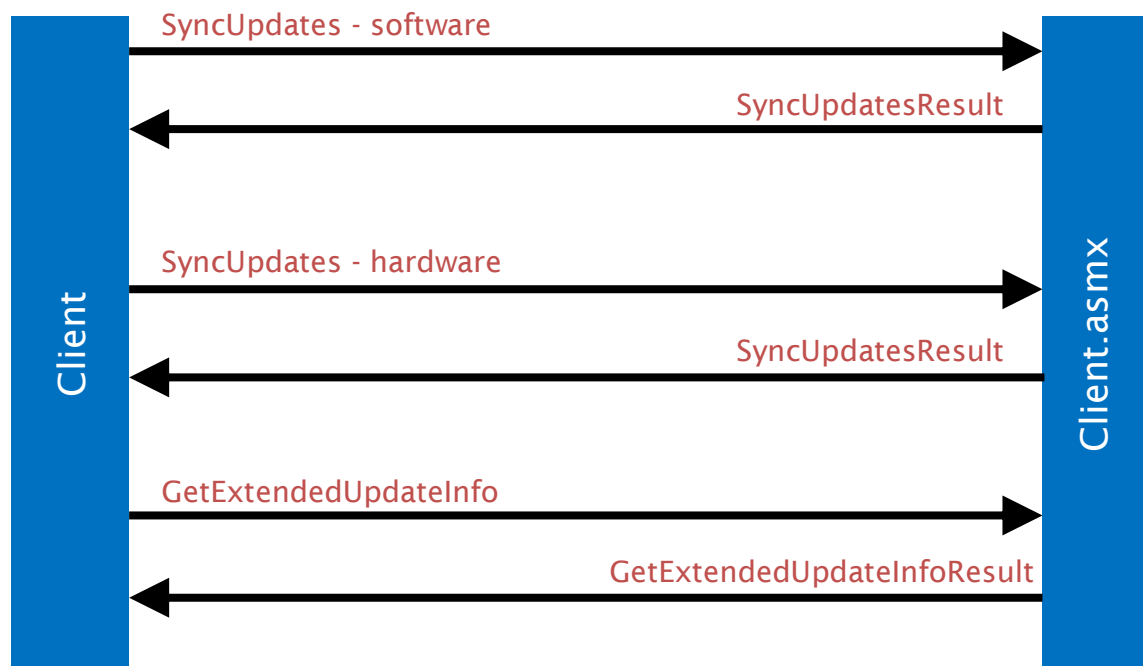 SyncUpdates - software
SyncUpdatesResult
SyncUpdates - hardware
Client
Client.asmx
SyncUpdatesResult
GetExtendedUpdateInfo
GetExtendedUpdateInfoResult